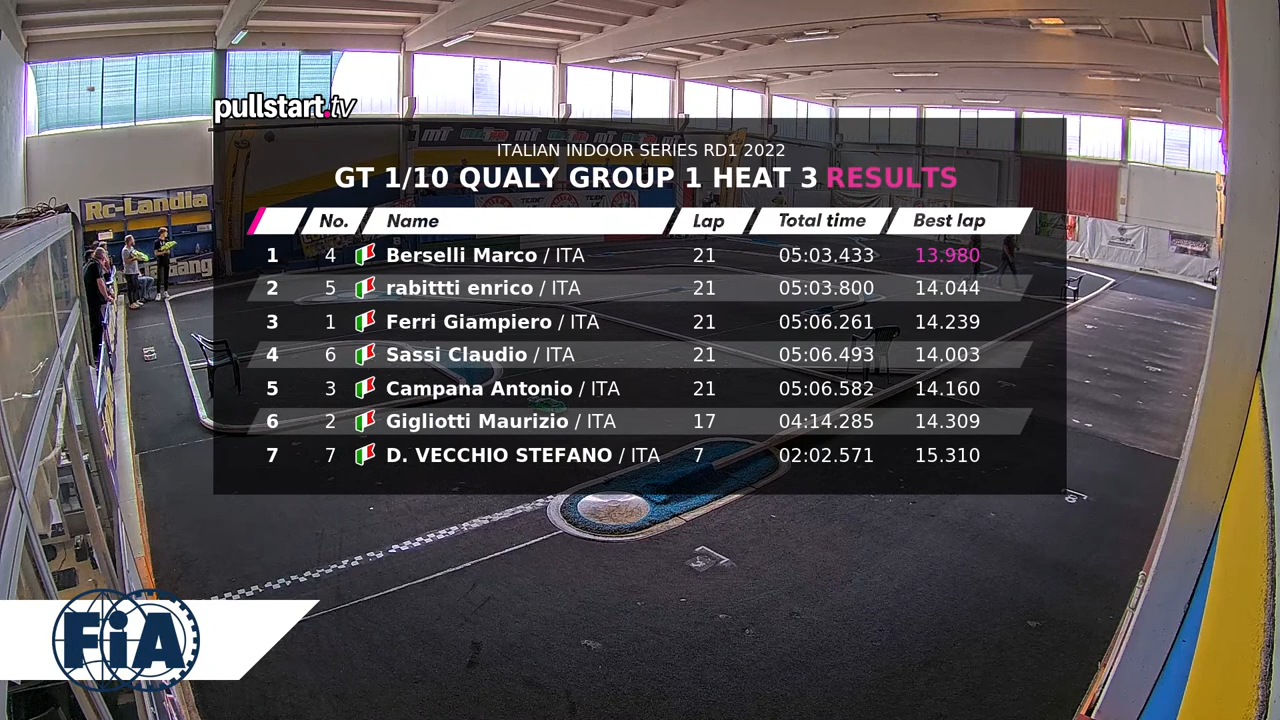 pullstart.tv
ITALIAN INDOOR SERIES RD1 2022
GT 1/10 QUALY GROUP 1 HEAT 3 RESULTS
No. Name Lap Total time Best lap
1 4 Berselli Marco / ITA 21 05:03.433 13.980
2 5 rabittti enrico / ITA 21 05:03.800 14.044
3 1 Ferri Giampiero / ITA 21 05:06.261 14.239
4 6 Sassi Claudio / ITA 21 05:06.493 14.003
5 3 Campana Antonio / ITA 21 05:06.582 14.160
6 2 Gigliotti Maurizio / ITA 17 04:14.285 14.309
7 7 D. VECCHIO STEFANO / ITA 7 02:02.571 15.310
Rc-Landia
FiA